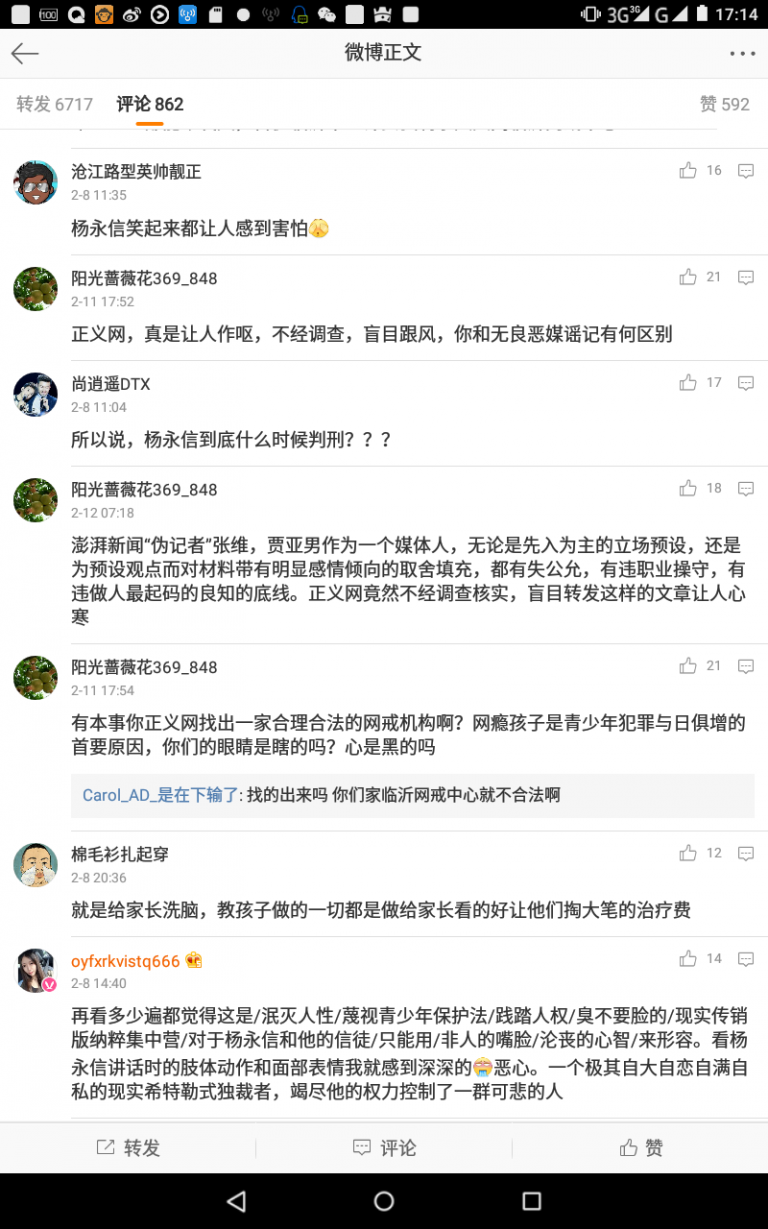 100
3G
3G
G
17:14
微博正文
转发 6717
评论 862
赞 592
沧江路型英帅靓正
16
2-8 11:35
杨永信笑起来都让人感到害怕
阳光蔷薇花369_848
21
2-11 17:52
正义网，真是让人作呕，不经调查，盲目跟风，你和无良恶媒谣记有何区别
尚逍遥DTX
17
2-8 11:04
所以说，杨永信到底什么时候判刑？？？
阳光蔷薇花369_848
18
2-12 07:18
澎湃新闻“伪记者”张维，贾亚男作为一个媒体人，无论是先入为主的立场预设，还是
为预设观点而对材料带有明显感情倾向的取舍填充，都有失公允，有违职业操守，有
违做人最起码的良知的底线。正义网竟然不经调查核实，盲目转发这样的文章让人心
寒
阳光蔷薇花369_848
21
2-11 17:54
有本事你正义网找出一家合理合法的网戒机构啊？网瘾孩子是青少年犯罪与日俱增的
首要原因，你们的眼睛是瞎的吗？心是黑的吗
Carol_AD_是在下输了: 找的出来吗 你们家临沂网戒中心就不合法啊
棉毛衫扎起穿
12
2-8 20:36
就是给家长洗脑，教孩子做的一切都是做给家长看的好让他们掏大笔的治疗费
oyfxrkvistq666
14
2-8 14:40
再看多少遍都觉得这是/泯灭人性/蔑视青少年保护法/践踏人权/臭不要脸的/现实传销
版纳粹集中营/对于杨永信和他的信徒/只能用/非人的嘴脸/沦丧的心智/来形容。看杨
永信讲话时的肢体动作和面部表情我就感到深深的恶心。一个极其自大自恋自满自
私的现实希特勒式独裁者，竭尽他的权力控制了一群可悲的人
转发
评论
赞